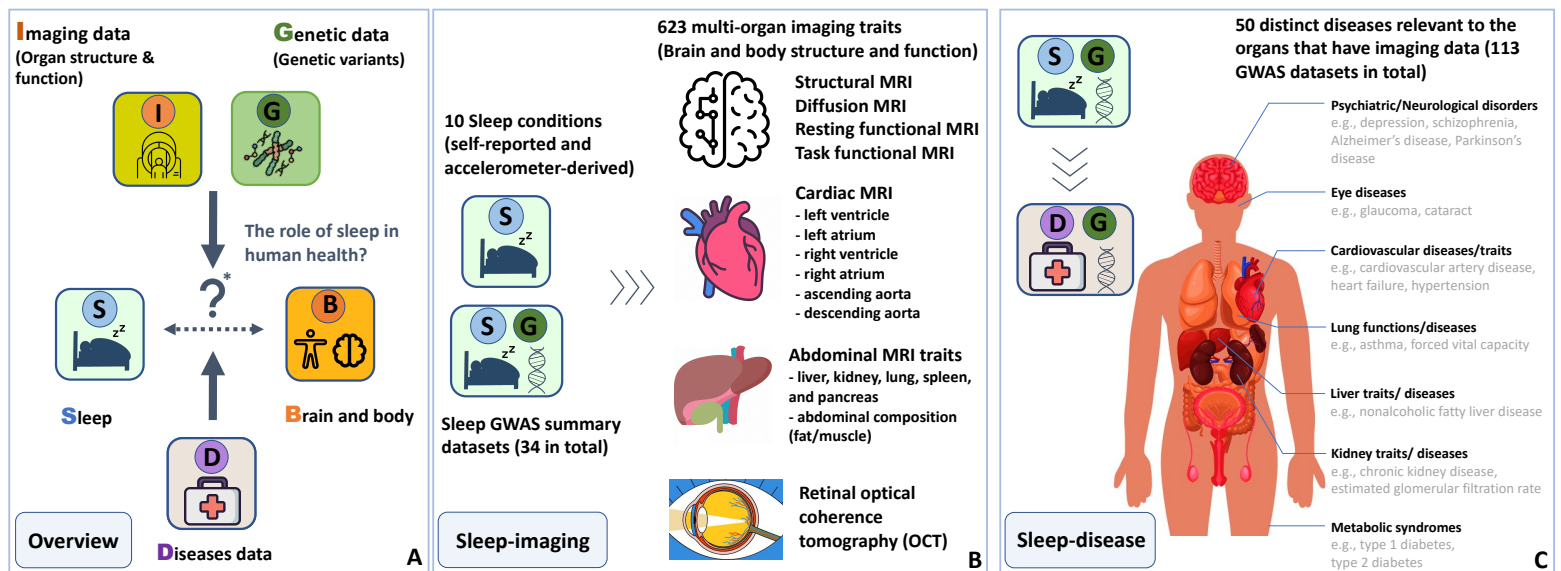 Imaging data
(Organ structure &
function)
Genetic data
(Genetic variants)
I
G
The role of sleep in
human health?
?*
S
zz
B
Sleep
Brain and body
D
Diseases data
Overview
A
623 multi-organ imaging traits
(Brain and body structure and function)
10 Sleep conditions
(self-reported and
accelerometer-derived)
S
zz
S
G
zz
Sleep GWAS summary
datasets (34 in total)
Structural MRI
Diffusion MRI
Resting functional MRI
Task functional MRI
Cardiac MRI
- left ventricle
- left atrium
- right ventricle
- right atrium
- ascending aorta
- descending aorta
Abdominal MRI traits
- liver, kidney, lung, spleen,
and pancreas
- abdominal composition
(fat/muscle)
Retinal optical
coherence
tomography (OCT)
Sleep-imaging
B
50 distinct diseases relevant to the
organs that have imaging data (113
GWAS datasets in total)
S
G
zz
D
G
Psychiatric/Neurological disorders
e.g., depression, schizophrenia,
Alzheimer's disease, Parkinson's
disease
Eye diseases
e.g., glaucoma, cataract
Cardiovascular diseases/traits
e.g., cardiovascular artery disease,
heart failure, hypertension
Lung functions/diseases
e.g., asthma, forced vital capacity
Liver traits/ diseases
e.g., nonalcoholic fatty liver disease
Kidney traits/ diseases
e.g., chronic kidney disease,
estimated glomerular filtration rate
Metabolic syndromes
e.g., type 1 diabetes,
type 2 diabetes
Sleep-disease
C